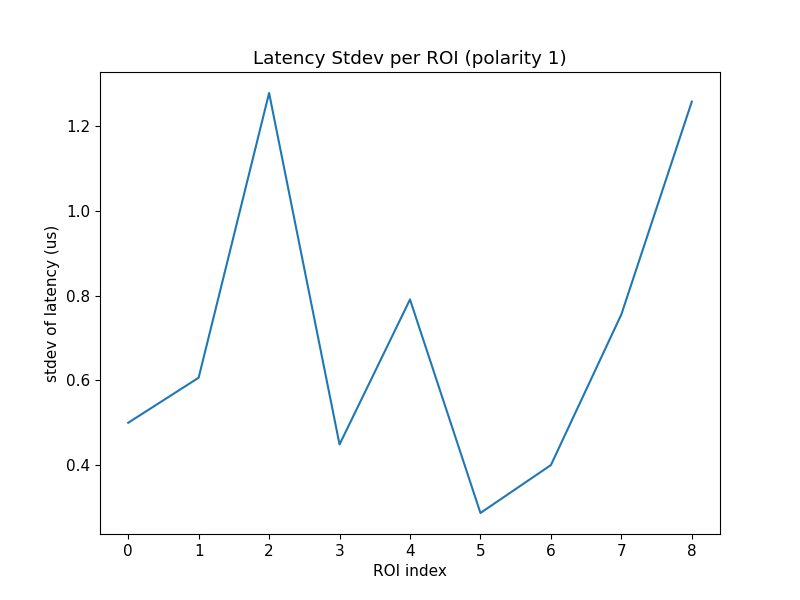 Latency Stdev per ROI (polarity 1)
stdev of latency (us)
1.2
1.0
0.8
0.6
0.4
0 1 2 3 4 5 6 7 8
ROI index